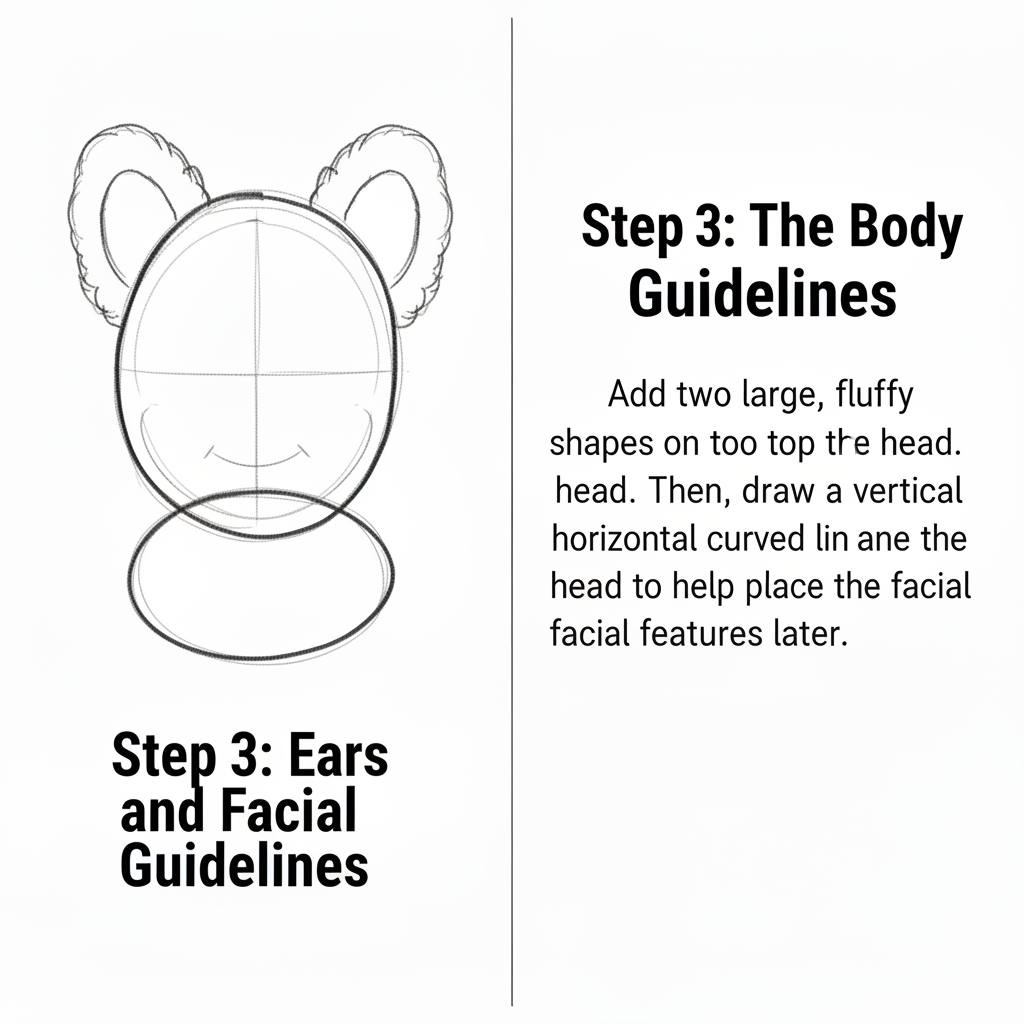 Step 3: Ears
and Facial
Guidelines
Step 3: The Body
Guidelines
Add two large, fluffy
shapes on too top the head.
head. Then, draw a vertical
horizontal curved lin ane the
head to help place the facial
facial features later.